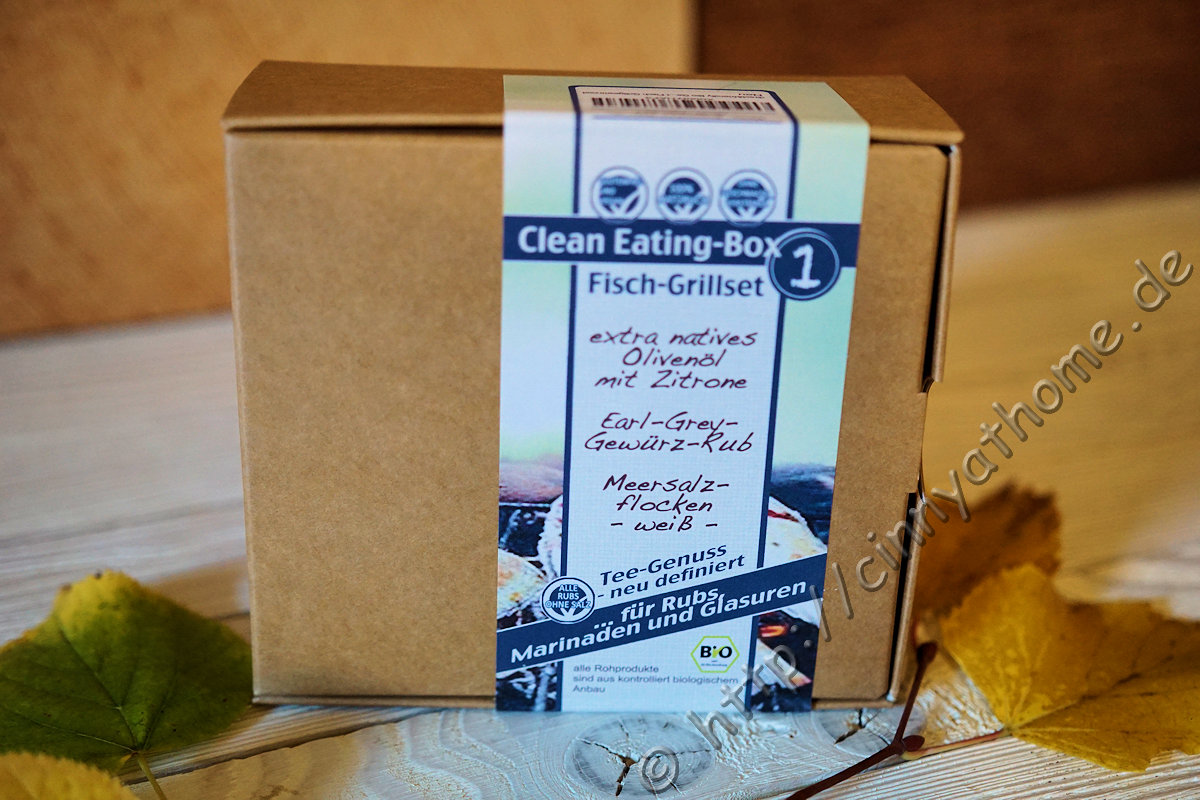 100%
Clean Eating-Box
1
Fisch-Grillset
extra natives
Olivenöl
mit Zitrone
Earl-Grey-
Gewürz-Rub
Meersalz-
flocken
- weiß -
Tee-Genuss
- neu definiert
ALLE
RUBS
OHNE SALZ
... für Rubs,
Marinaden und Glasuren
BIO
alle Rohprodukte
sind aus kontrolliert biologischem
Anbau
© http://cinnyathome.de